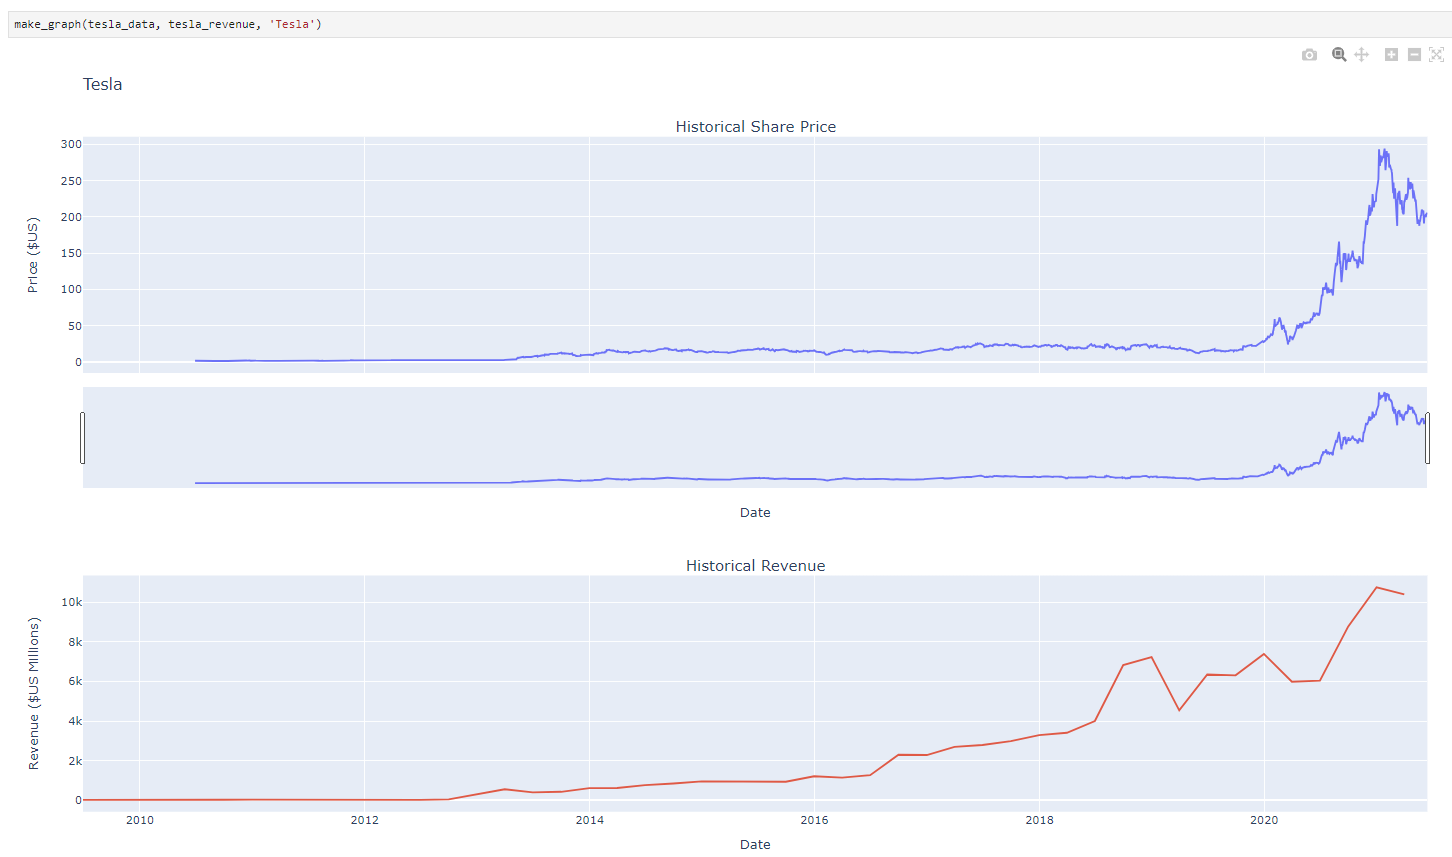 make_graph(tesla_data, tesla_revenue, 'Tesla')
Tesla
Historical Share Price
300
250
200
150
100
50
0
Price ($US)
Date
Historical Revenue
10k
8k
6k
4k
2k
0
Revenue ($US Millions)
2010 2012 2014 2016 2018 2020
Date